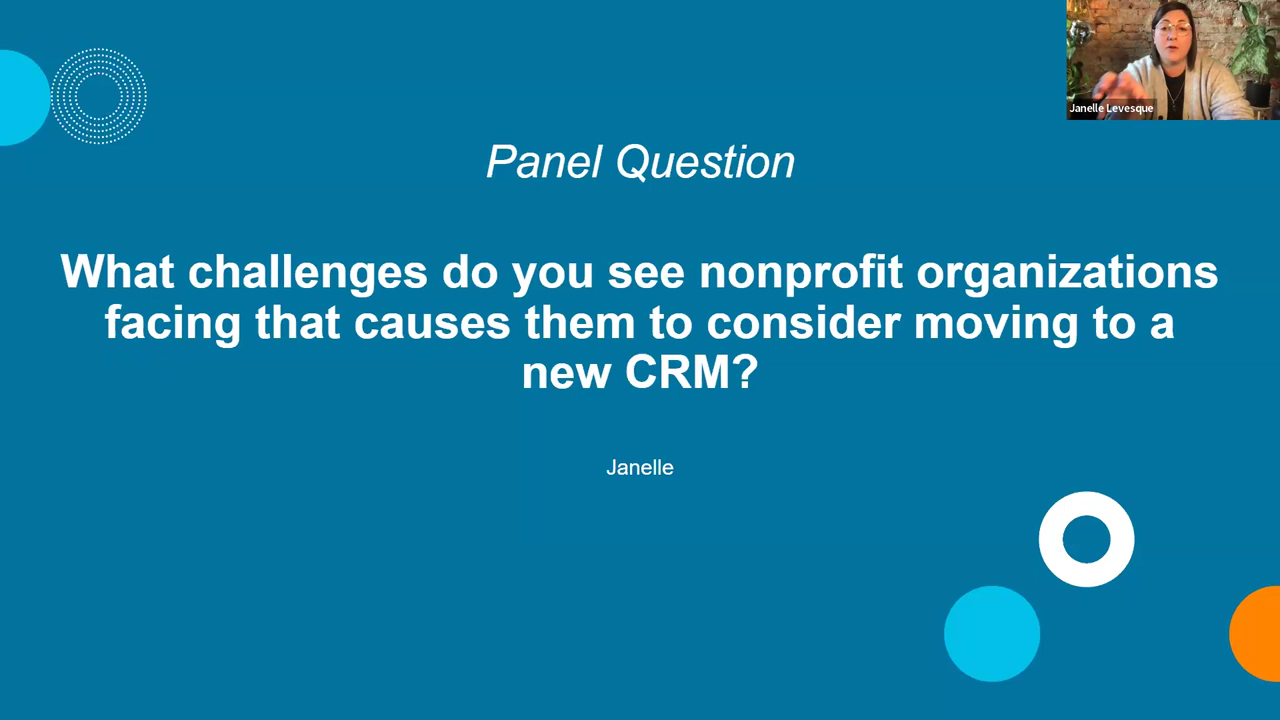 Janelle Levesque
Panel Question
What challenges do you see nonprofit organizations
facing that causes them to consider moving to a
new CRM?
Janelle